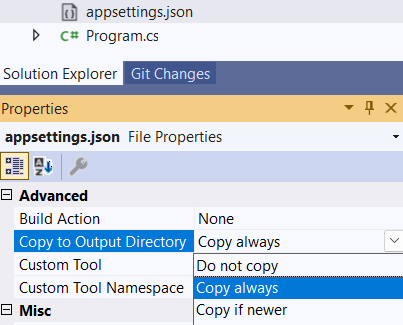 appsettings.json
C# Program.cs
Solution Explorer Git Changes
Properties
appsettings.json File Properties
Advanced
Build Action None
Copy to Output Directory Copy always
Custom Tool Do not copy
Custom Tool Namespace Copy always
Misc Copy if newer